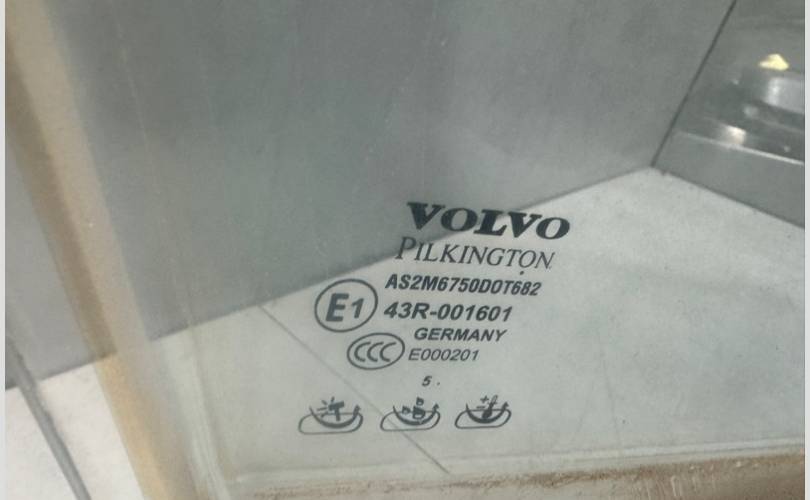 VOLVO
PILKINGTON
AS2M6750DOT682
E1 43R-001601
GERMANY
CCC E000201
5 .